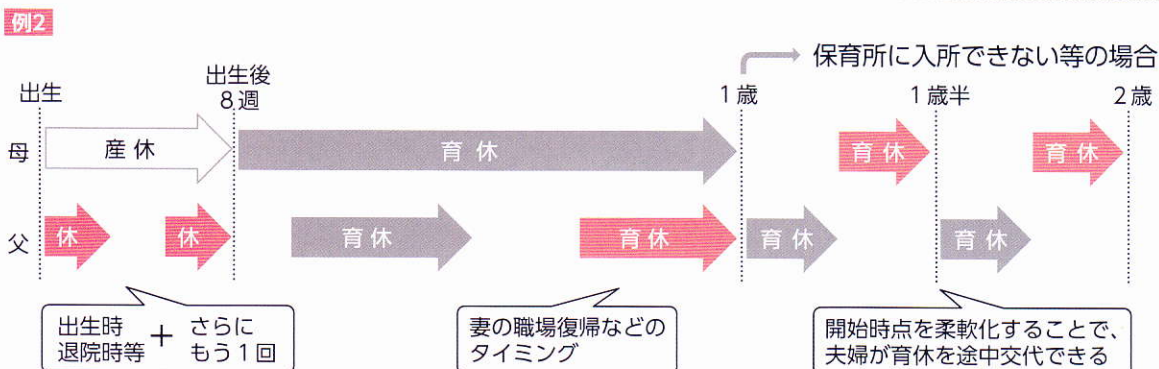 例2
保育所に入所できない等の場合
出生
出生後
8週
1歳
1歳半
2歳
母
産休
育休
育休
育休
父
休
休
育休
育休
育休
育休
出生時
退院時等
+
さらに
もう1回
妻の職場復帰などの
タイミング
開始時点を柔軟化することで、
夫婦が育休を途中交代できる